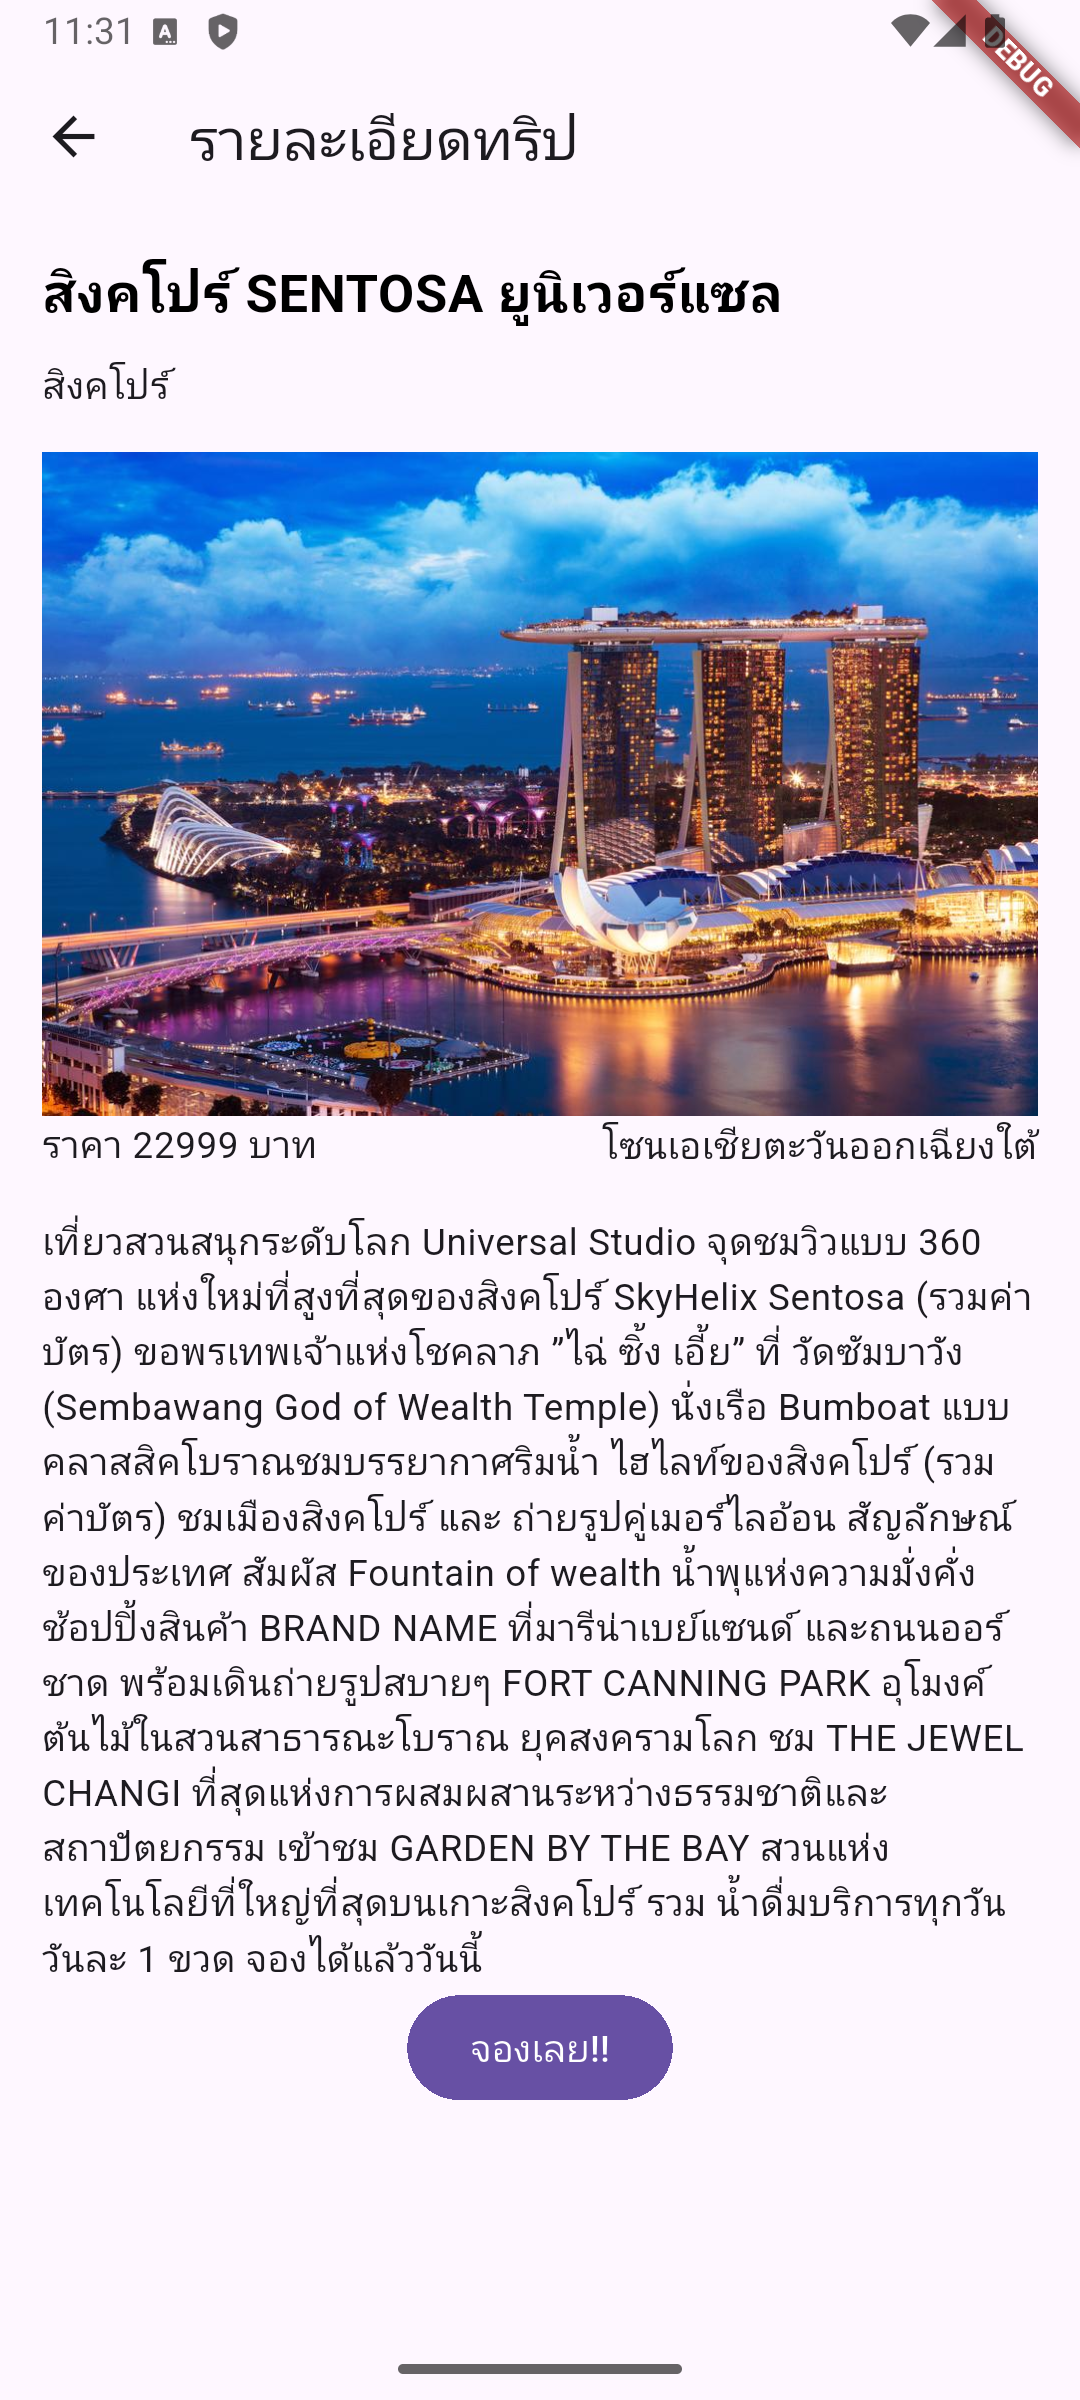 11:31
DEBUG
รายละเอียดทริป
สิงคโปร์ SENTOSA ยูนิเวอร์แซล
สิงคโปร์
ราคา 22999 บาท
โซนเอเชียตะวันออกเฉียงใต้
เที่ยวสวนสนุกระดับโลก Universal Studio จุดชมวิวแบบ 360
องศา แห่งใหม่ที่สูงที่สุดของสิงคโปร์ SkyHelix Sentosa (รวมค่า
บัตร) ขอพรเทพเจ้าแห่งโชคลาภ ”ไฉ่ ซิ้ง เอี้ย” ที่ วัดซัมบาวัง
(Sembawang God of Wealth Temple) นั่งเรือ Bumboat แบบ
คลาสสิคโบราณชมบรรยากาศริมน้ำ ไฮไลท์ของสิงคโปร์ (รวม
ค่าบัตร) ชมเมืองสิงคโปร์ และ ถ่ายรูปคู่เมอร์ไลอ้อน สัญลักษณ์
ของประเทศ สัมผัส Fountain of wealth น้ำพุแห่งความมั่งคั่ง
ช้อปปิ้งสินค้า BRAND NAME ที่มารีน่าเบย์แซนด์ และถนนออร์
ชาด พร้อมเดินถ่ายรูปสบายๆ FORT CANNING PARK อุโมงค์
ต้นไม้ในสวนสาธารณะโบราณ ยุคสงครามโลก ชม THE JEWEL
CHANGI ที่สุดแห่งการผสมผสานระหว่างธรรมชาติและ
สถาปัตยกรรม เข้าชม GARDEN BY THE BAY สวนแห่ง
เทคโนโลยีที่ใหญ่ที่สุดบนเกาะสิงคโปร์ รวม น้ำดื่มบริการทุกวัน
วันละ 1 ขวด จองได้แล้ววันนี้
จองเลย!!